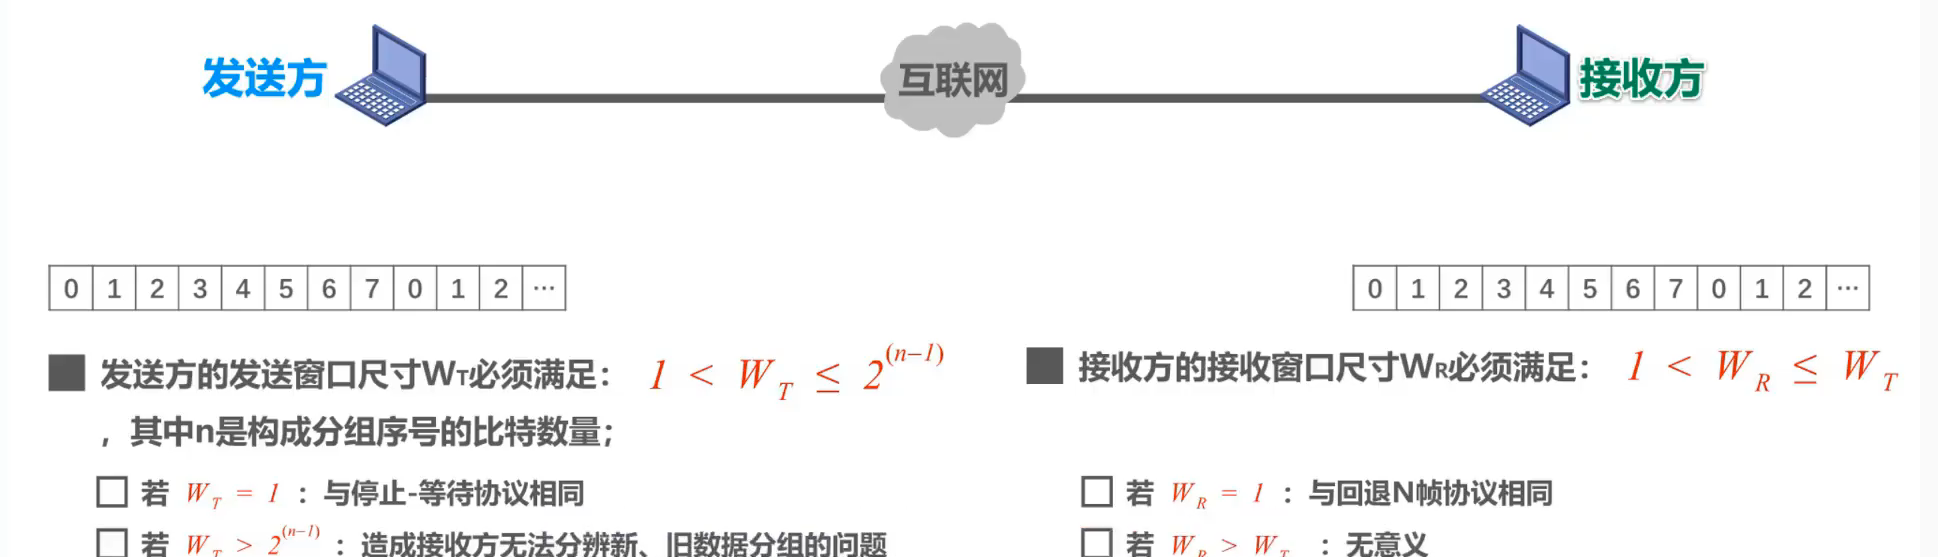 发送方
互联网
接收方
0 1 2 3 4 5 6 7 0 1 2 …
0 1 2 3 4 5 6 7 0 1 2 …
发送方的发送窗口尺寸WT必须满足： 1 < W_T ≤ 2^(n–1)
，其中n是构成分组序号的比特数量；
若 W_T = 1 ：与停止-等待协议相同
若 W_T > 2^(n–1) ：造成接收方无法分辨新、旧数据分组的问题
接收方的接收窗口尺寸WR必须满足： 1 < W_R ≤ W_T
若 W_R = 1 ：与回退N帧协议相同
若 W_R > W_T ：无意义